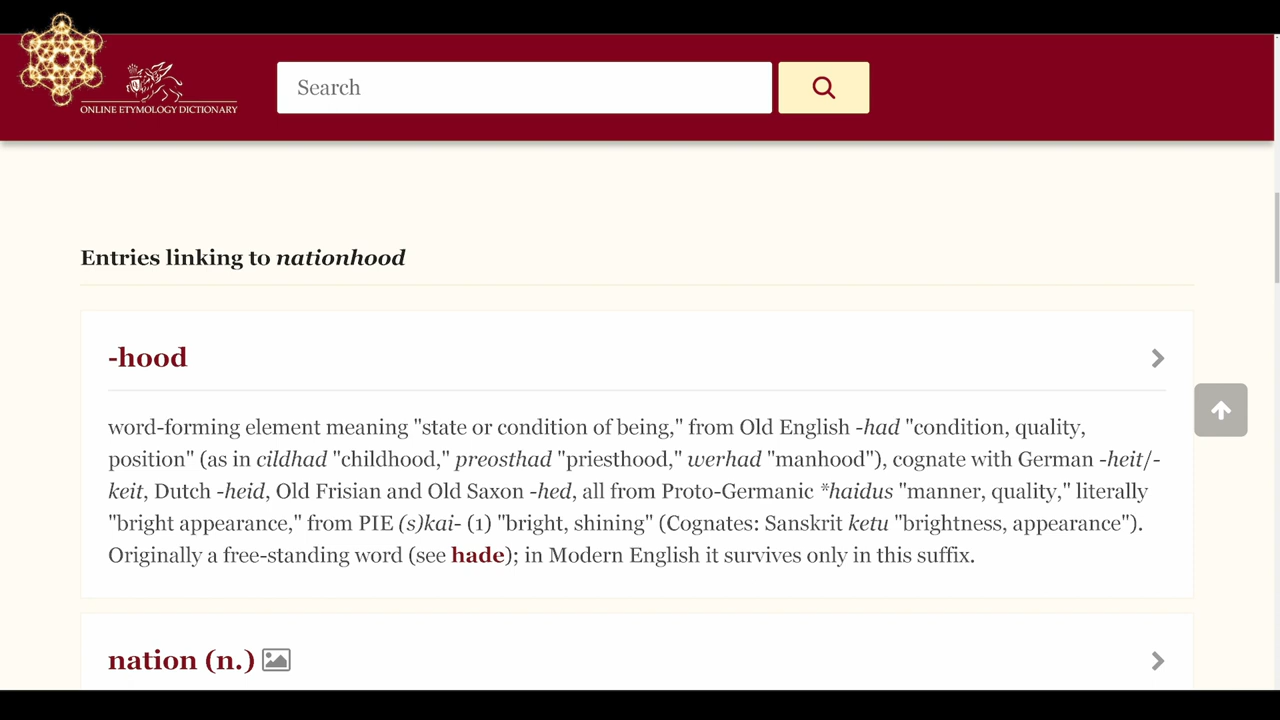 ONLINE ETYMOLOGY DICTIONARY
Search
Entries linking to nationhood
-hood
word-forming element meaning "state or condition of being," from Old English -had "condition, quality,
position" (as in cildhad "childhood," preosthad "priesthood," werhad "manhood"), cognate with German -heit/-
keit, Dutch -heid, Old Frisian and Old Saxon -hed, all from Proto-Germanic *haidus "manner, quality," literally
"bright appearance," from PIE (s)kai- (1) "bright, shining" (Cognates: Sanskrit ketu "brightness, appearance").
Originally a free-standing word (see hade); in Modern English it survives only in this suffix.
nation (n.)